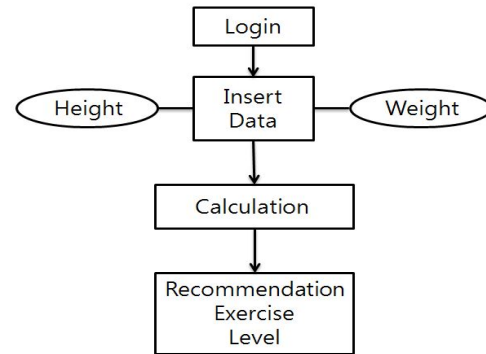 Login
Height
Insert
Data
Weight
Calculation
Recommendation
Exercise
Level